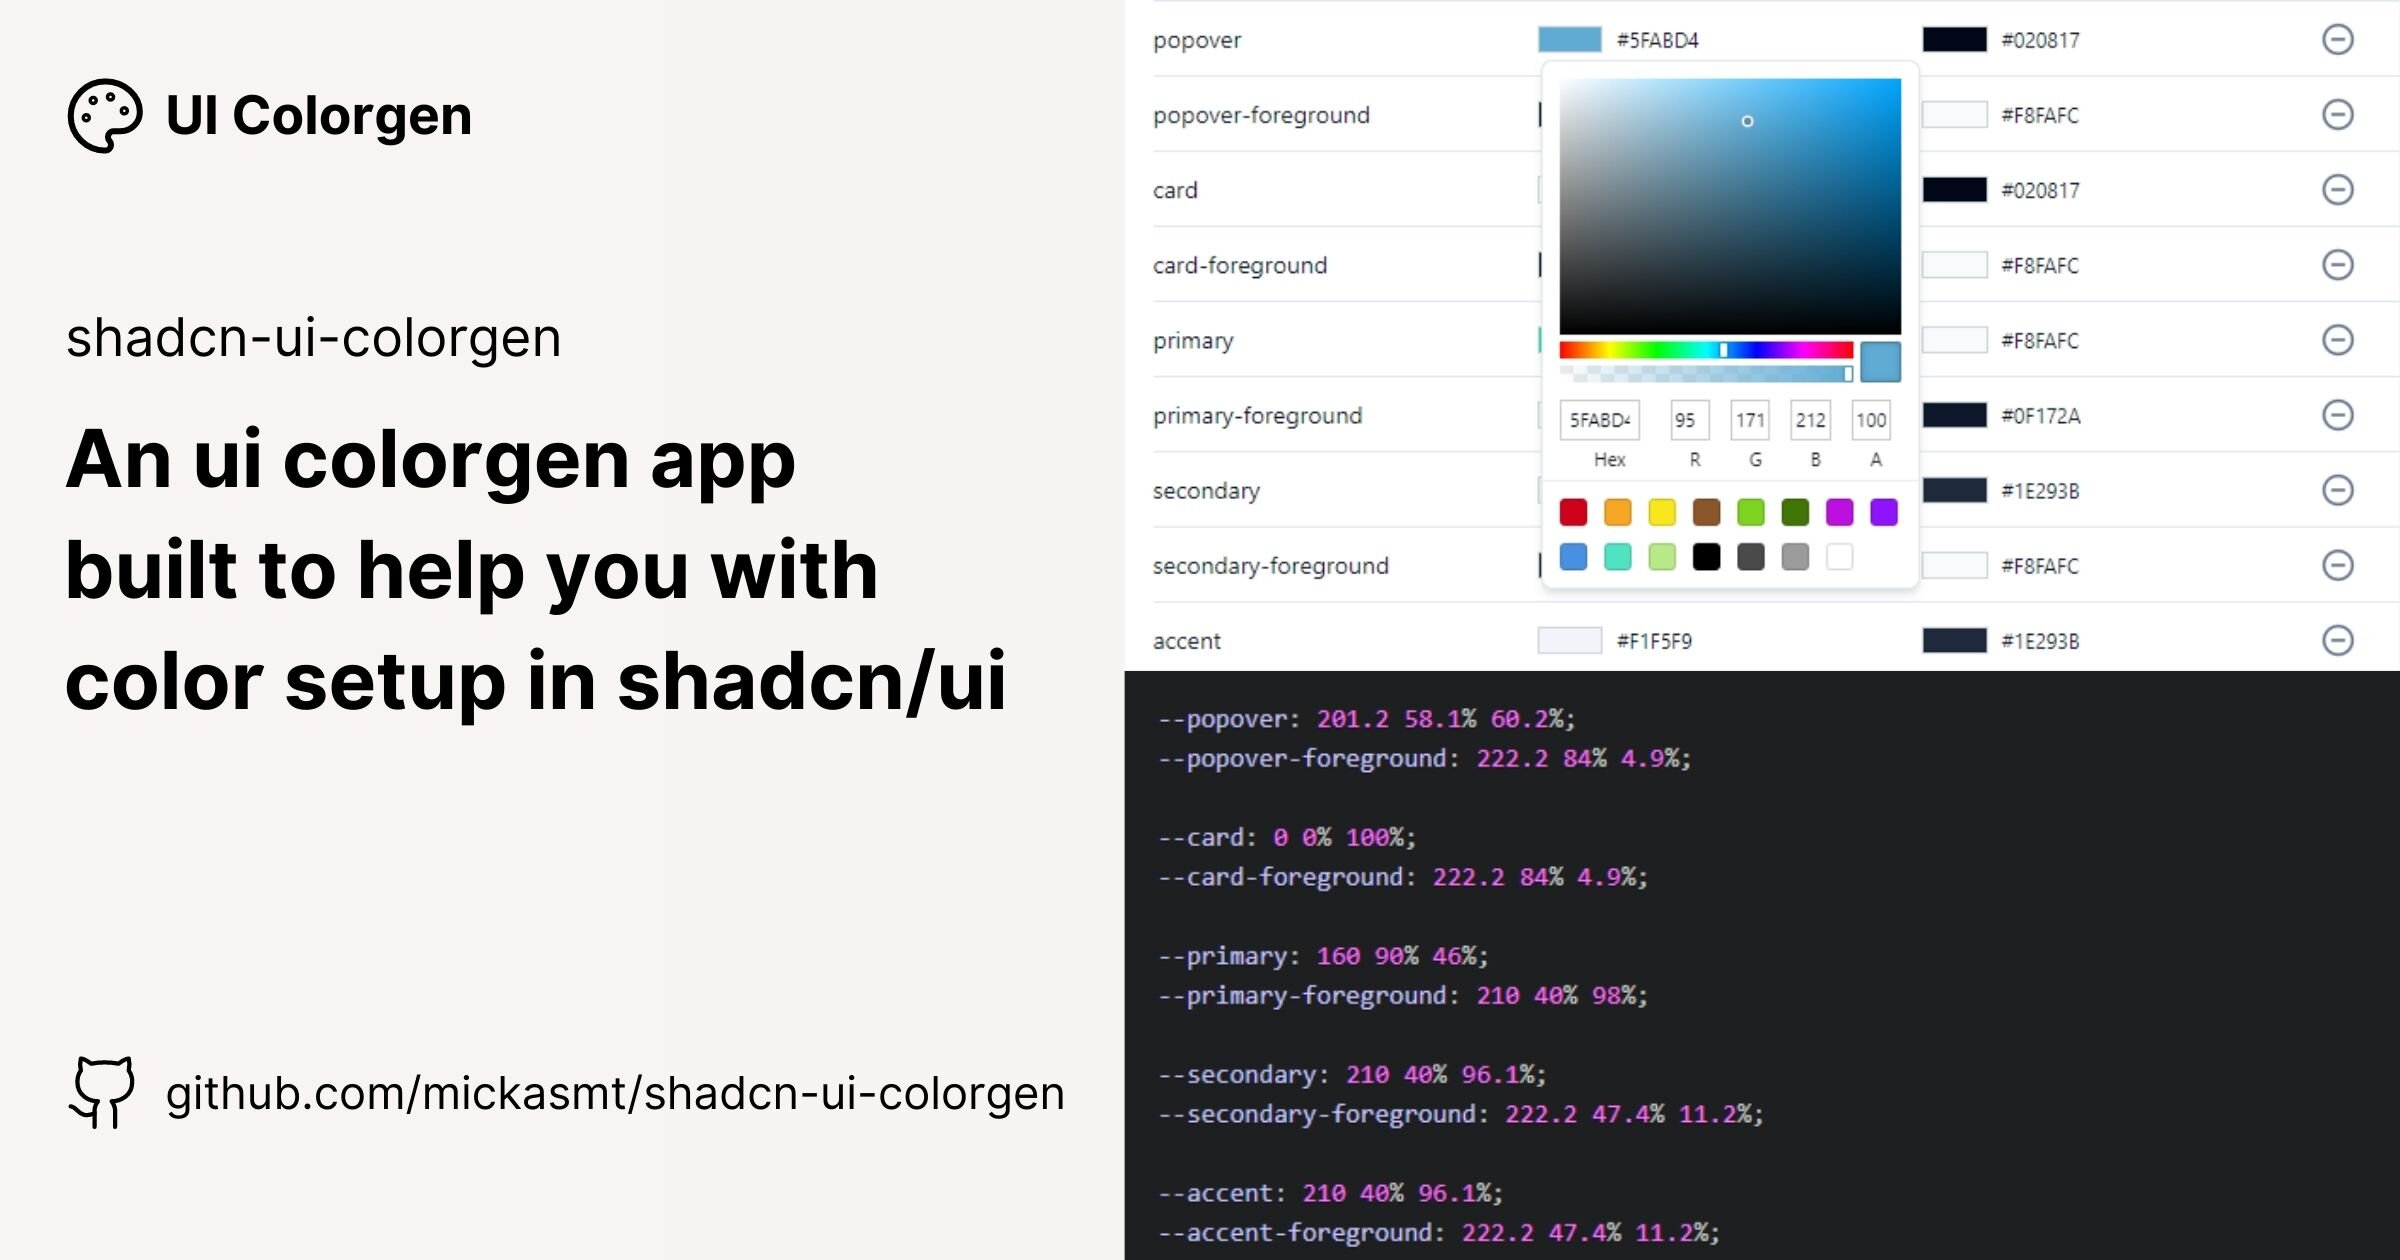 UI Colorgen
shadcn-ui-colorgen
An ui colorgen app
built to help you with
color setup in shadcn/ui
github.com/mickasmt/shadcn-ui-colorgen
popover #5FABD4 #020817
popover-foreground #F8FAFC
card #020817
card-foreground #F8FAFC
primary #F8FAFC
primary-foreground #0F172A
secondary #1E293B
secondary-foreground #F8FAFC
accent #F1F5F9 #1E293B
5FABD4 95 171 212 100
Hex R G B A
--popover: 201.2 58.1% 60.2%;
--popover-foreground: 222.2 84% 4.9%;
--card: 0 0% 100%;
--card-foreground: 222.2 84% 4.9%;
--primary: 160 90% 46%;
--primary-foreground: 210 40% 98%;
--secondary: 210 40% 96.1%;
--secondary-foreground: 222.2 47.4% 11.2%;
--accent: 210 40% 96.1%;
--accent-foreground: 222.2 47.4% 11.2%;